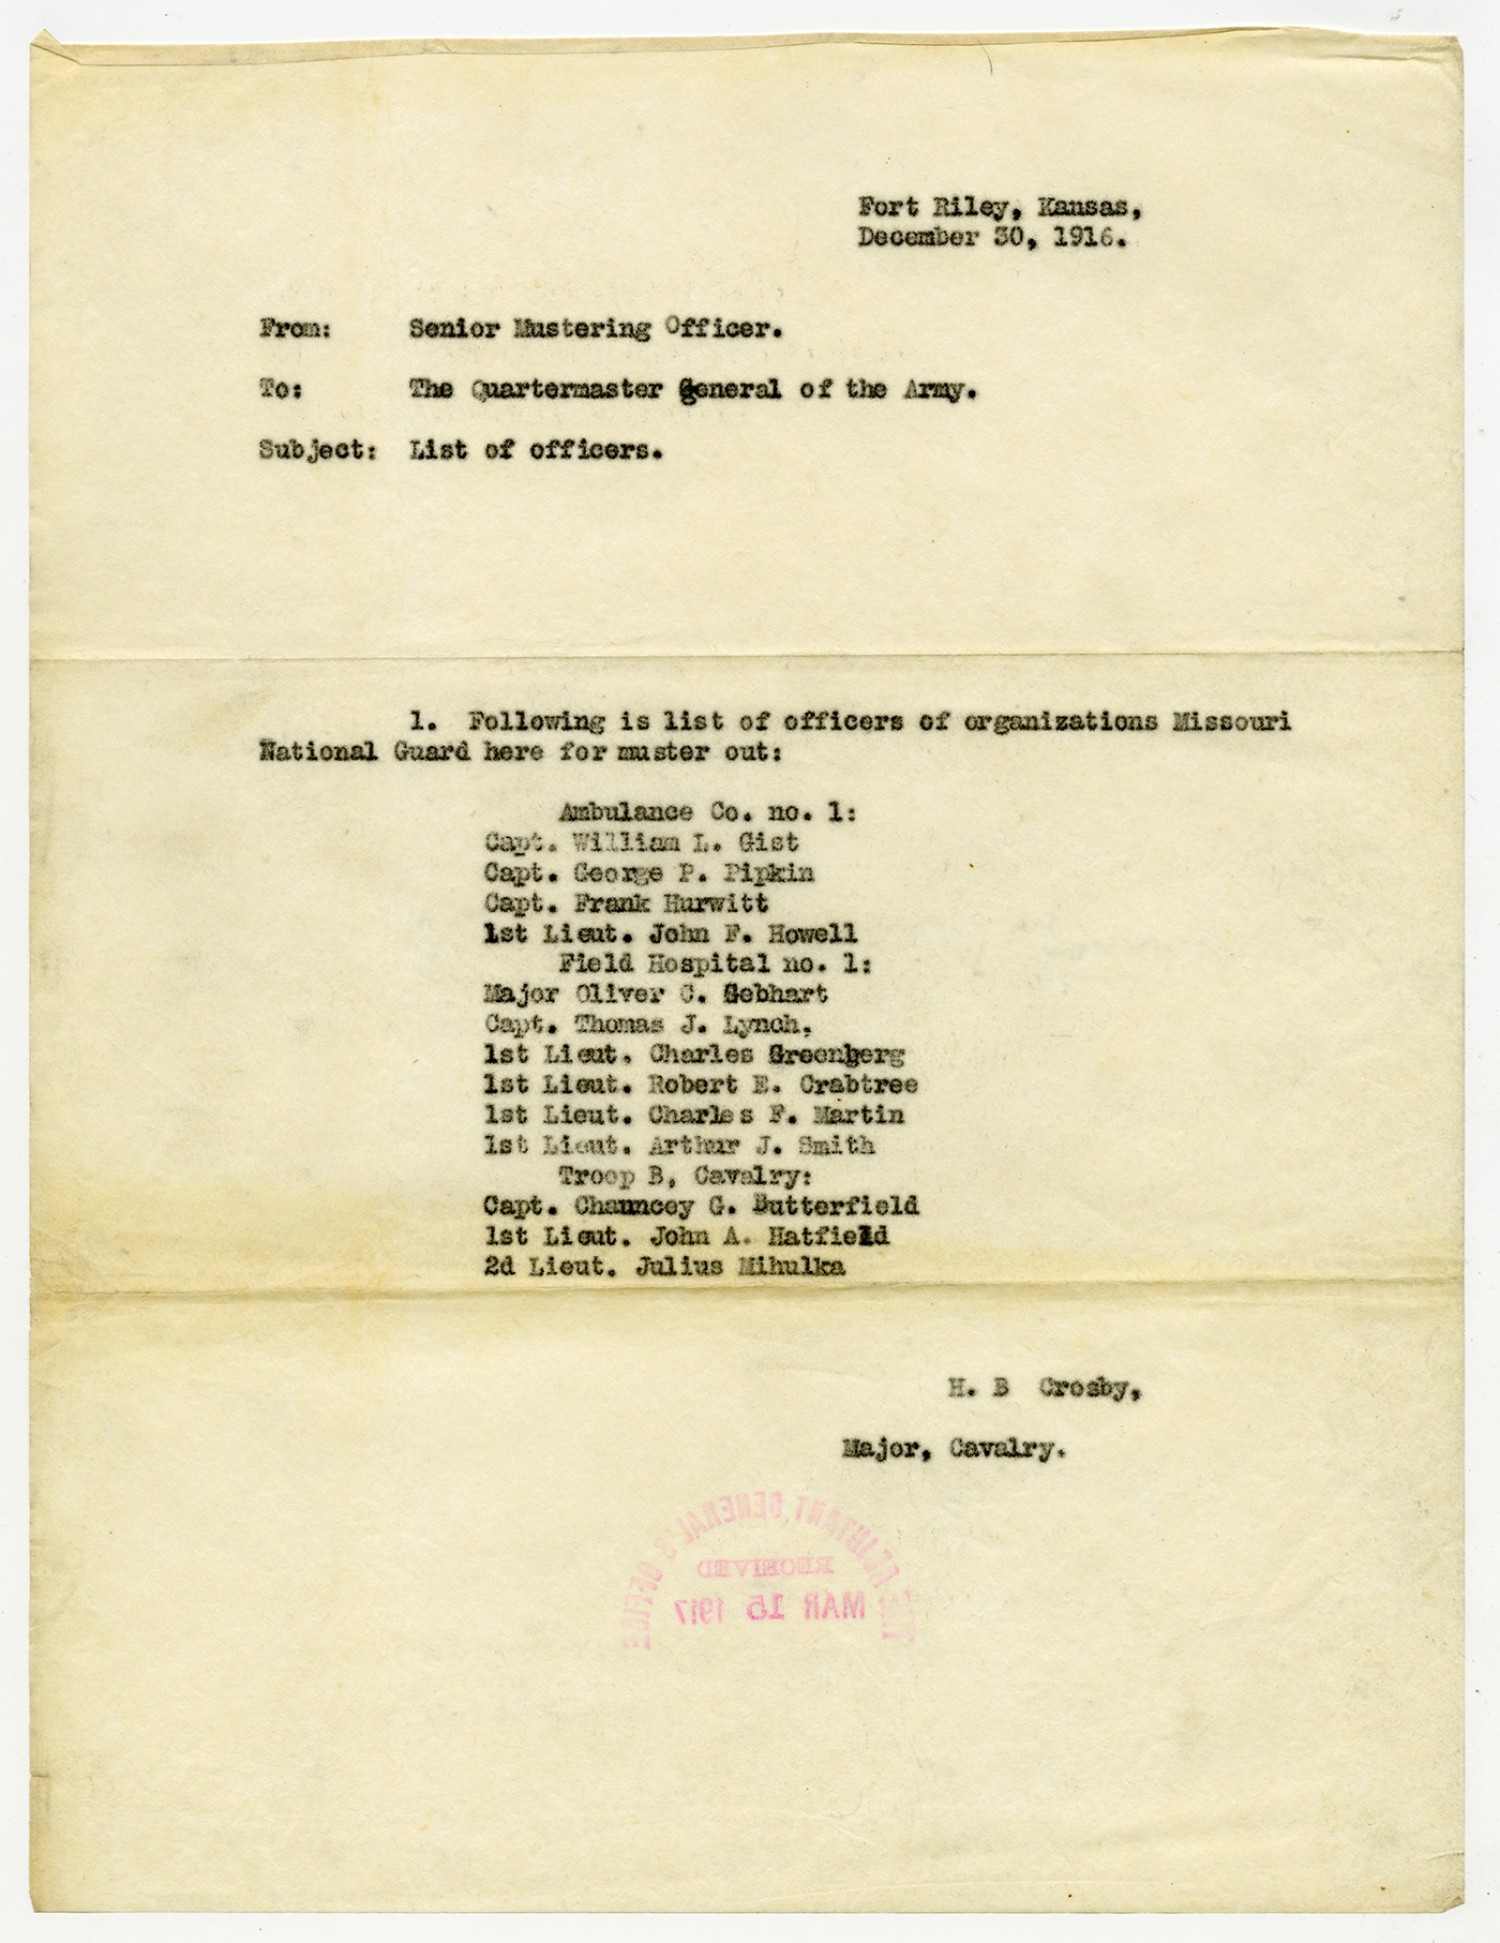 Fort Riley, Kansas,
December 30, 1916.
From: Senior Mustering Officer.
To: The Quartermaster General of the Army.
Subject: List of officers.
1. Following is list of officers of organizations Missouri
National Guard here for muster out:
Ambulance Co. no. 1:
Capt. William L. Gist
Capt. George P. Pipkin
Capt. Frank Hurwitt
1st Lieut. John F. Howell
Field Hospital no. 1:
Major Oliver C. Gebhart
Capt. Thomas J. Lynch.
1st Lieut. Charles Greenberg
1st Lieut. Robert E. Crabtree
1st Lieut. Charles F. Martin
1st Lieut. Arthur J. Smith
Troop B, Cavalry:
Capt. Chauncey G. Butterfield
1st Lieut. John A. Hatfield
2d Lieut. Julius Mihulka
H. B Crosby,
Major, Cavalry.
ADJUTANT GENERAL'S OFFICE
RECEIVED
MAR 15 1917